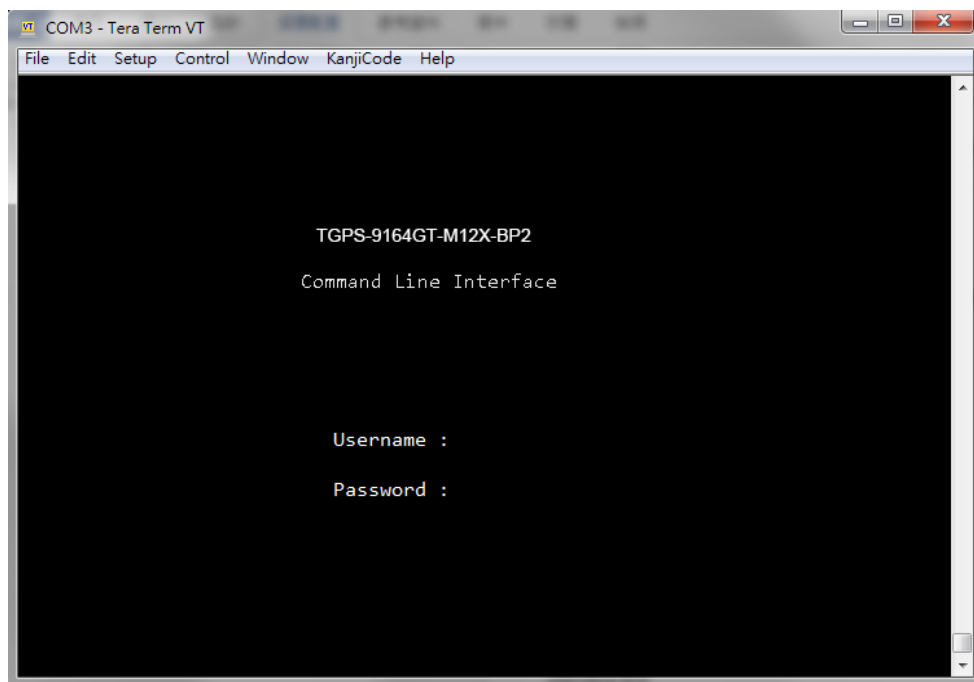 COM3 - Tera Term VT
File Edit Setup Control Window KanjiCode Help
TGPS-9164GT-M12X-BP2
Command Line Interface
Username :
Password :